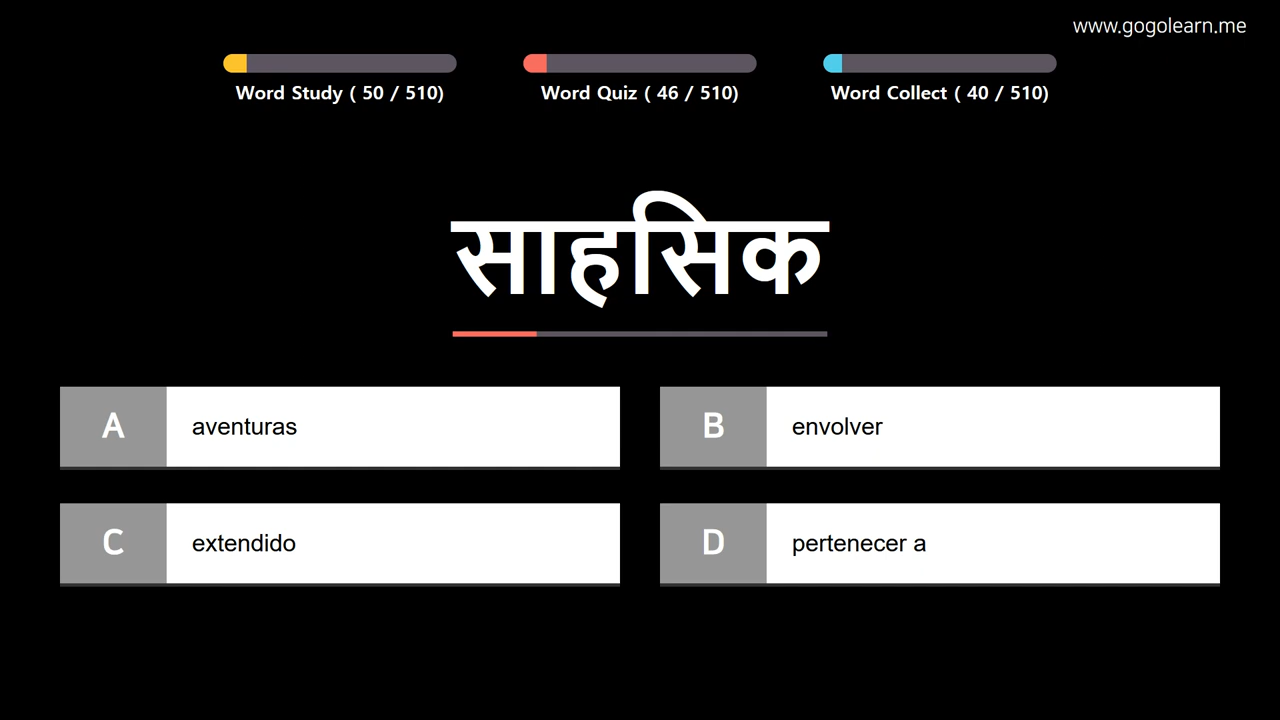 www.gogolearn.me
Word Study ( 50 / 510)
Word Quiz ( 46 / 510)
Word Collect ( 40 / 510)
साहसिक
A aventuras
B envolver
C extendido
D pertenecer a